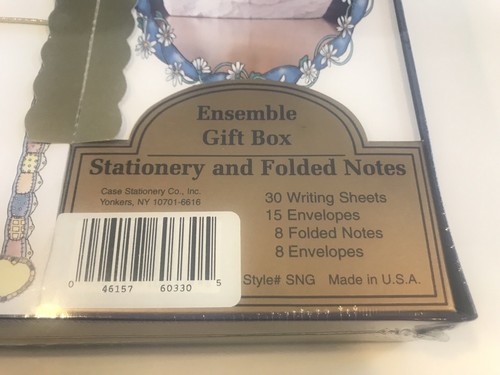 Ensemble
Gift Box
Stationery and Folded Notes
Case Stationery Co., Inc.
Yonkers, NY 10701-6616
30 Writing Sheets
15 Envelopes
8 Folded Notes
8 Envelopes
Style# SNG Made in U.S.A.
0 46157 60330 5